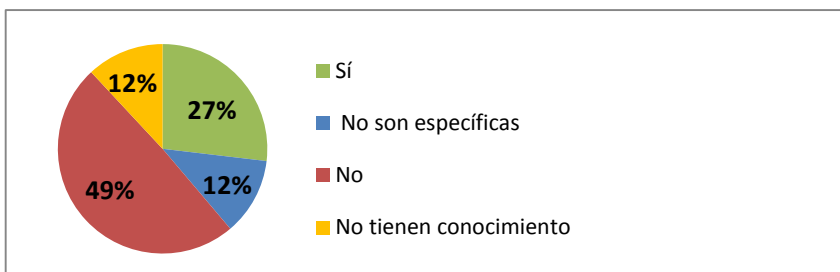 12%
27%
12%
49%
Sí
No son específicas
No
No tienen conocimiento